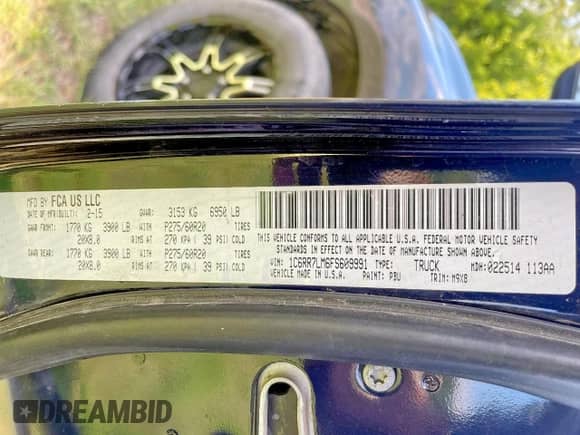 MFD BY FCA US LLC
DATE OF MFR(BUILT): 2-15 GVWR: 3153 KG 6950 LB
GAWR FRONT: 1770 KG 3900 LB WITH P275/60R20 TIRES
20X8.0 RIMS AT 270 KPA ( 39 PSI) COLD
GAWR REAR: 1770 KG 3900 LB WITH P275/60R20 TIRES
20X8.0 RIMS AT 270 KPA ( 39 PSI) COLD
THIS VEHICLE CONFORMS TO ALL APPLICABLE U.S.A. FEDERAL MOTOR VEHICLE SAFETY
STANDARDS IN EFFECT ON THE DATE OF MANUFACTURE SHOWN ABOVE.
VIN: 1C6RR7LM6FS609991 TYPE: TRUCK MDH: 022514 113AA
VEHICLE MADE IN U.S.A. PAINT: PBU TRIM: M9X8
DREAMBID